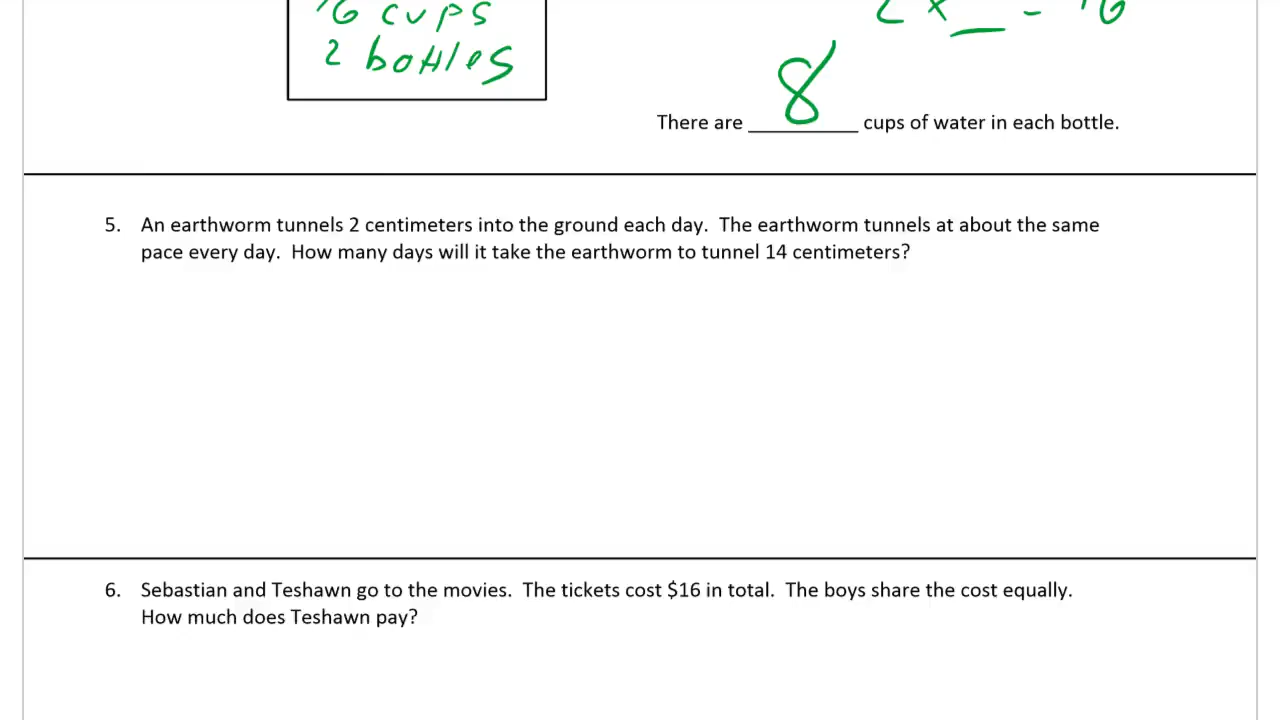 16 cups
2 × __ = 16
2 bottles
There are ____8____ cups of water in each bottle.
5. An earthworm tunnels 2 centimeters into the ground each day. The earthworm tunnels at about the same
pace every day. How many days will it take the earthworm to tunnel 14 centimeters?
6. Sebastian and Teshawn go to the movies. The tickets cost $16 in total. The boys share the cost equally.
How much does Teshawn pay?